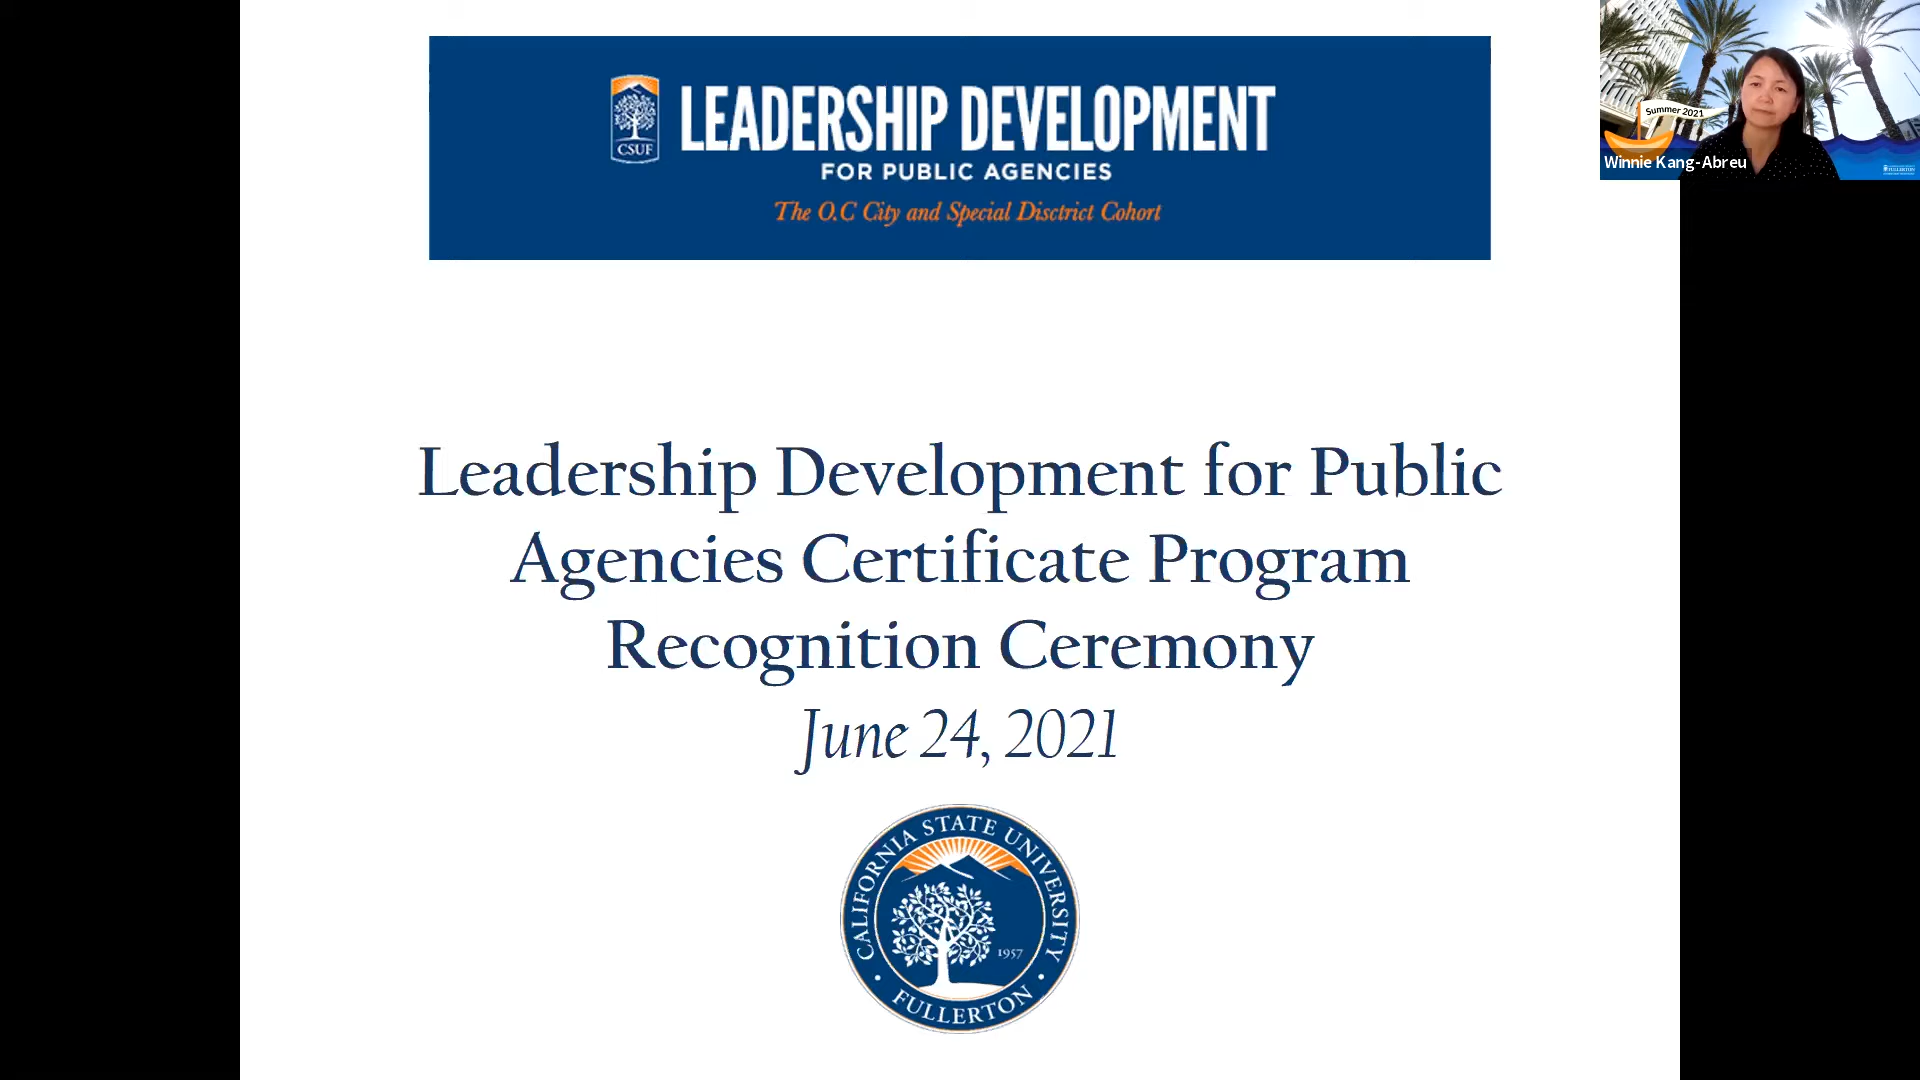 LEADERSHIP DEVELOPMENT
CSUF
FOR PUBLIC AGENCIES
The O.C City and Special Disctrict Cohort
Summer 2021
Winnie Kang-Abreu
FULLERTON
Leadership Development for Public
Agencies Certificate Program
Recognition Ceremony
June 24, 2021
CALIFORNIA STATE UNIVERSITY
1957
FULLERTON